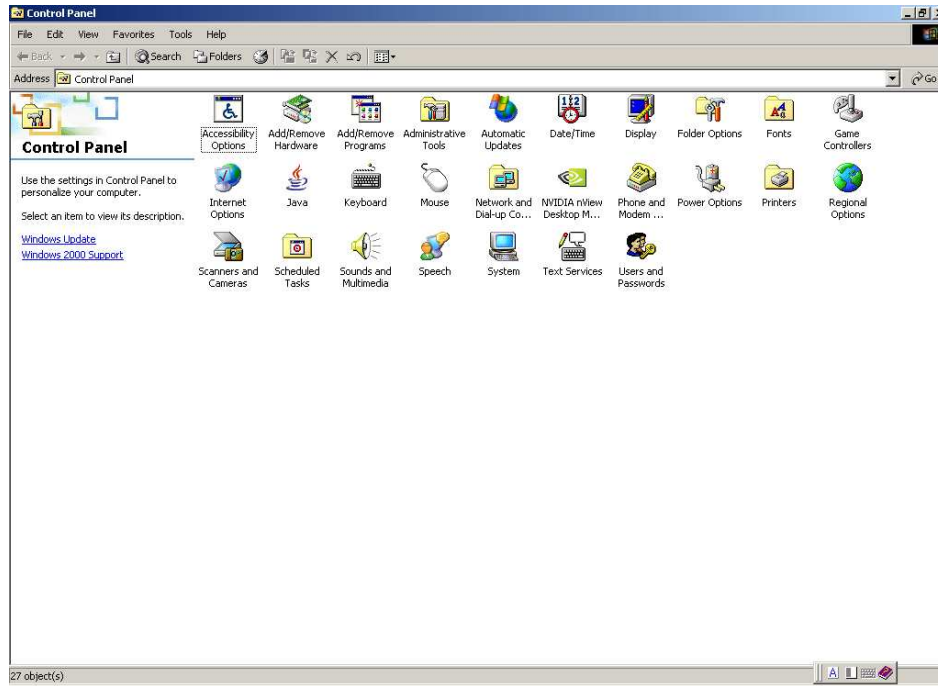 Control Panel
File Edit View Favorites Tools Help
Back Search Folders
Address Control Panel Go
Control Panel
Use the settings in Control Panel to
personalize your computer.
Select an item to view its description.
Windows Update
Windows 2000 Support
Accessibility Options
Add/Remove Hardware
Add/Remove Programs
Administrative Tools
Automatic Updates
Date/Time
Display
Folder Options
Fonts
Game Controllers
Internet Options
Java
Keyboard
Mouse
Network and Dial-up Co...
NVIDIA nView Desktop M...
Phone and Modem ...
Power Options
Printers
Regional Options
Scanners and Cameras
Scheduled Tasks
Sounds and Multimedia
Speech
System
Text Services
Users and Passwords
27 object(s)
A